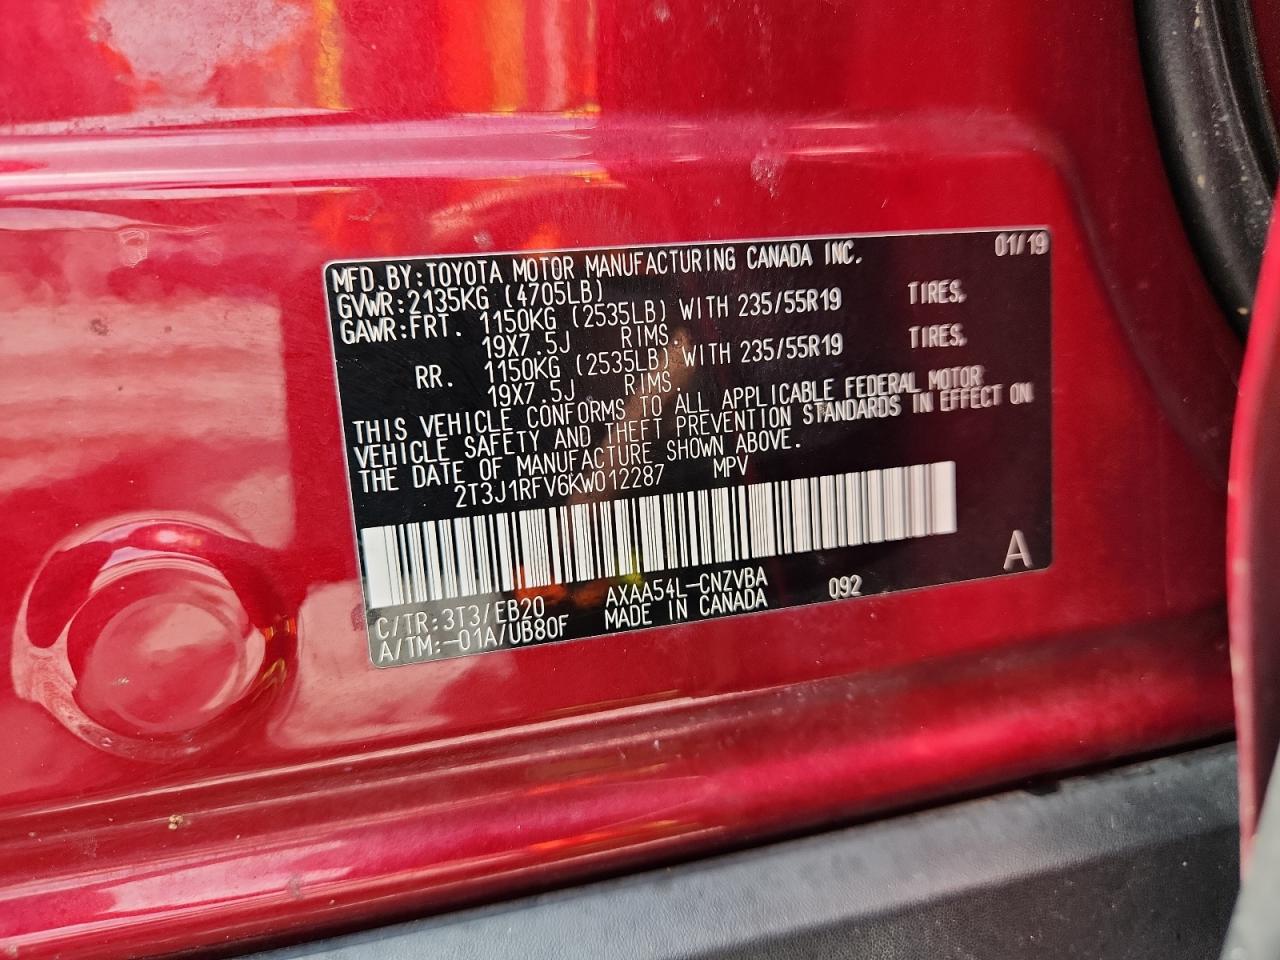 MFD.BY:TOYOTA MOTOR MANUFACTURING CANADA INC. 01/19
GVWR:2135KG (4705LB)
GAWR:FRT. 1150KG (2535LB) WITH 235/55R19 TIRES,
19X7.5J RIMS.
RR. 1150KG (2535LB) WITH 235/55R19 TIRES,
19X7.5J RIMS.
THIS VEHICLE CONFORMS TO ALL APPLICABLE FEDERAL MOTOR
VEHICLE SAFETY AND THEFT PREVENTION STANDARDS IN EFFECT ON
THE DATE OF MANUFACTURE SHOWN ABOVE.
2T3J1RFV6KW012287 MPV
C/TR:3T3/EB20 AXAA54L-CNZVBA 092 A
A/TM:-01A/UB80F MADE IN CANADA